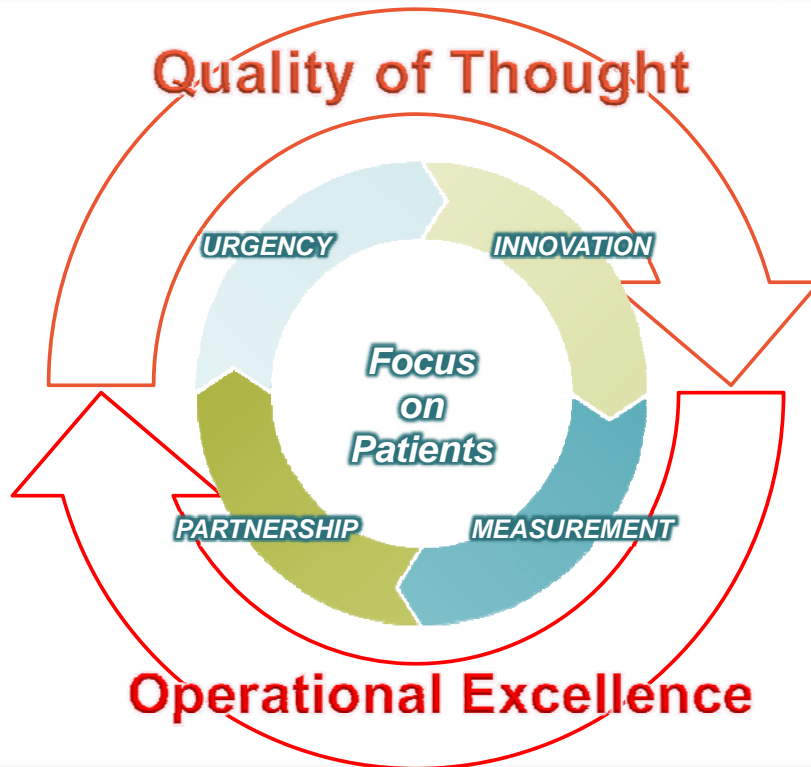 Quality of Thought
URGENCY
INNOVATION
Focus
on
Patients
PARTNERSHIP
MEASUREMENT
Operational Excellence